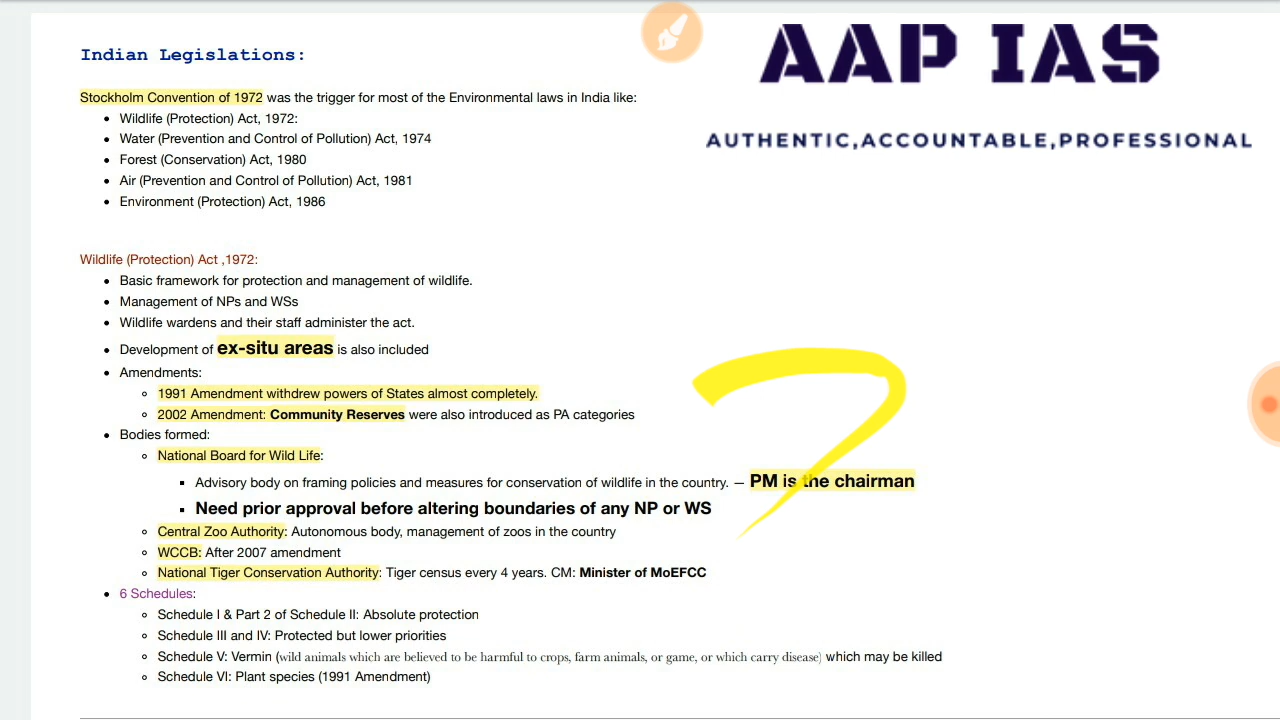 AAP IAS
AUTHENTIC,ACCOUNTABLE,PROFESSIONAL
Indian Legislations:
Stockholm Convention of 1972 was the trigger for most of the Environmental laws in India like:
• Wildlife (Protection) Act, 1972:
• Water (Prevention and Control of Pollution) Act, 1974
• Forest (Conservation) Act, 1980
• Air (Prevention and Control of Pollution) Act, 1981
• Environment (Protection) Act, 1986
Wildlife (Protection) Act ,1972:
• Basic framework for protection and management of wildlife.
• Management of NPs and WSs
• Wildlife wardens and their staff administer the act.
• Development of ex-situ areas is also included
• Amendments:
◦ 1991 Amendment withdrew powers of States almost completely.
◦ 2002 Amendment: Community Reserves were also introduced as PA categories
• Bodies formed:
◦ National Board for Wild Life:
▪ Advisory body on framing policies and measures for conservation of wildlife in the country. — PM is the chairman
▪ Need prior approval before altering boundaries of any NP or WS
◦ Central Zoo Authority: Autonomous body, management of zoos in the country
◦ WCCB: After 2007 amendment
◦ National Tiger Conservation Authority: Tiger census every 4 years. CM: Minister of MoEFCC
• 6 Schedules:
◦ Schedule I & Part 2 of Schedule II: Absolute protection
◦ Schedule III and IV: Protected but lower priorities
◦ Schedule V: Vermin (wild animals which are believed to be harmful to crops, farm animals, or game, or which carry disease) which may be killed
◦ Schedule VI: Plant species (1991 Amendment)